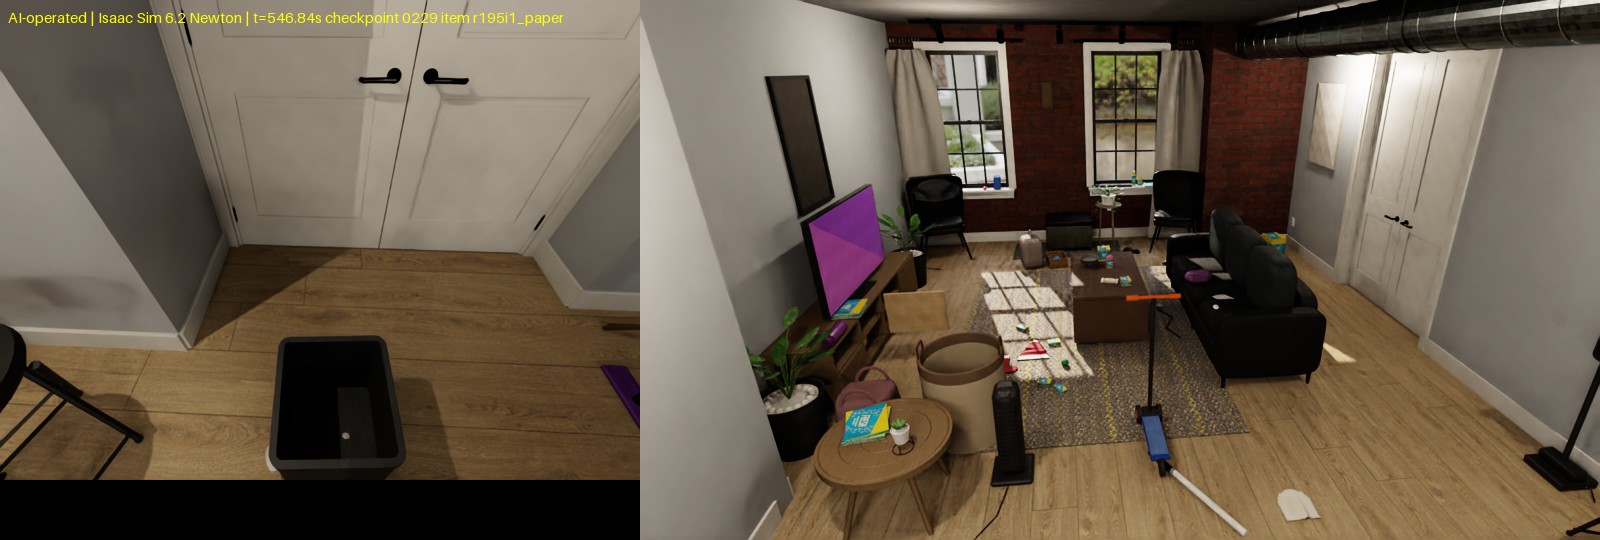 AI-operated | Isaac Sim 6.2 Newton | t=546.84s checkpoint 0229 item r195i1_paper